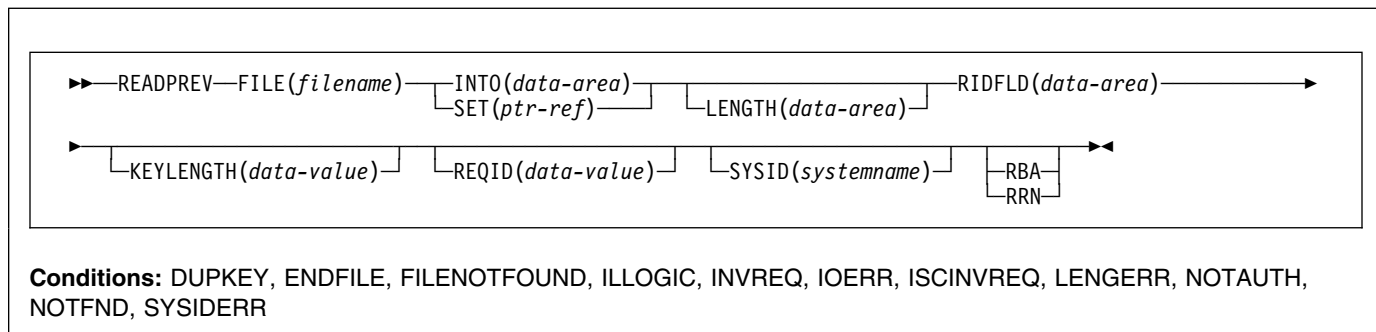 READPREV FILE(filename) INTO(data-area) RIDFLD(data-area)
SET(ptr-ref) LENGTH(data-area)
KEYLENGTH(data-value) REQID(data-value) SYSID(systemname) RBA
RRN
Conditions: DUPKEY, ENDFILE, FILENOTFOUND, ILLOGIC, INVREQ, IOERR, ISCINVREQ, LENGERR, NOTAUTH,
NOTFND, SYSIDERR